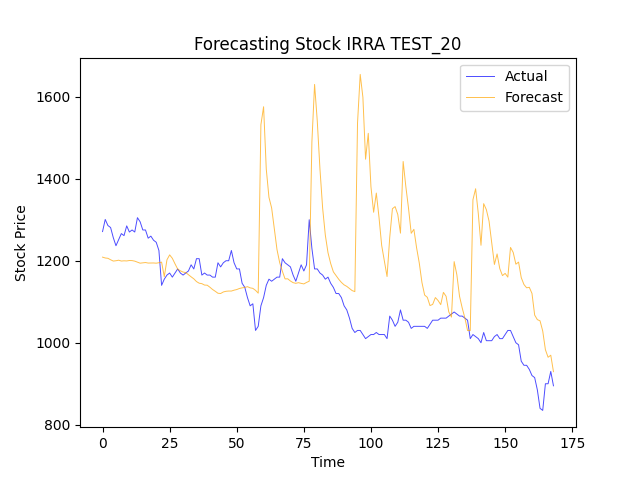 Forecasting Stock IRRA TEST_20
Actual
Forecast
Stock Price
1600
1400
1200
1000
800
0 25 50 75 100 125 150 175
Time